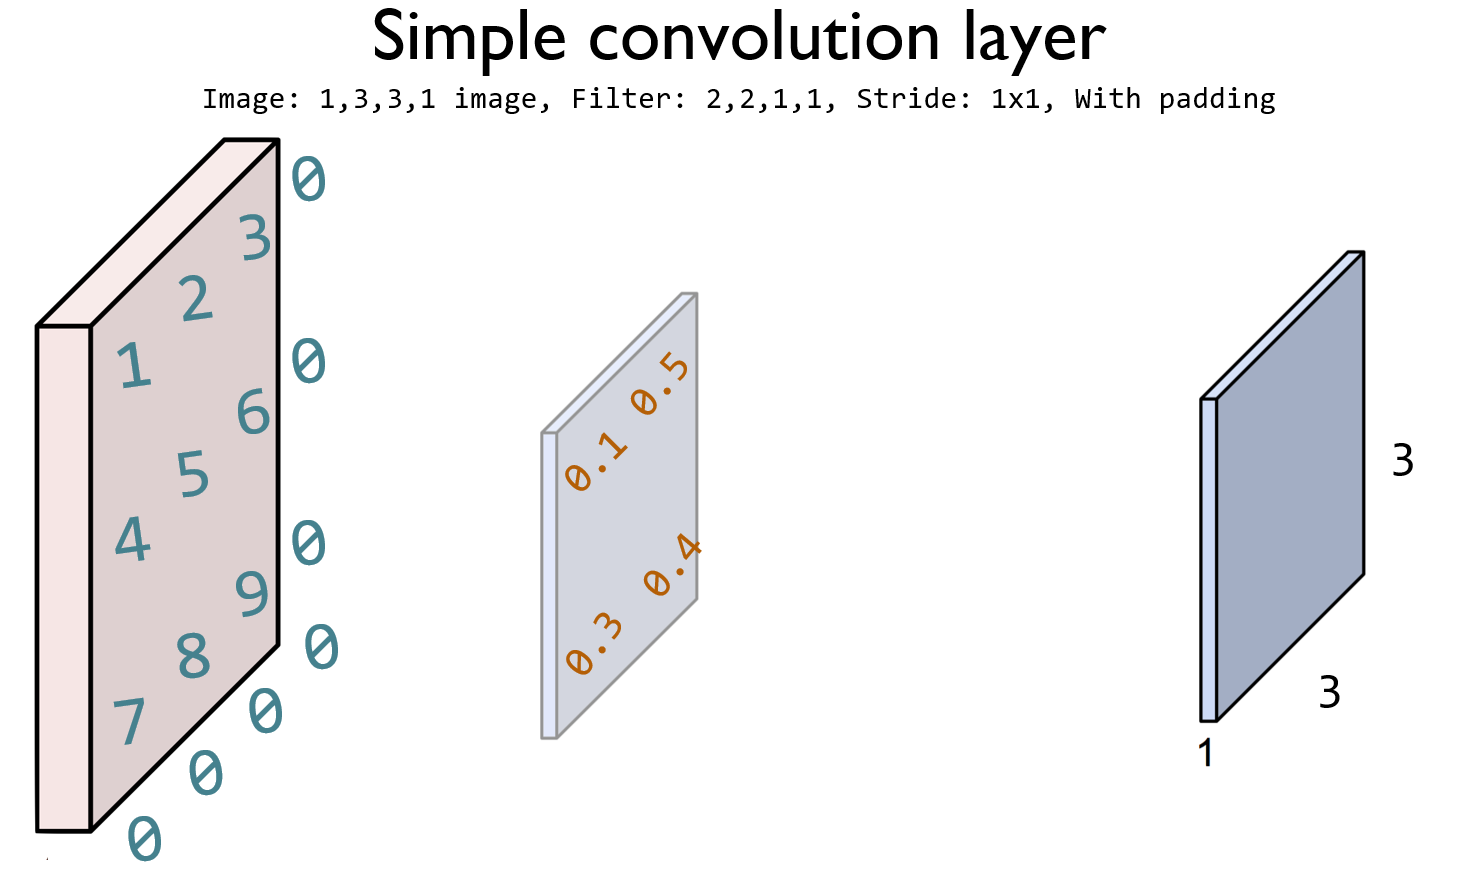 Simple convolution layer
Image: 1,3,3,1 image, Filter: 2,2,1,1, Stride: 1x1, With padding
1 2 3 0
4 5 6 0
7 8 9 0
0 0 0 0
0.1 0.5
0.3 0.4
3
3
1